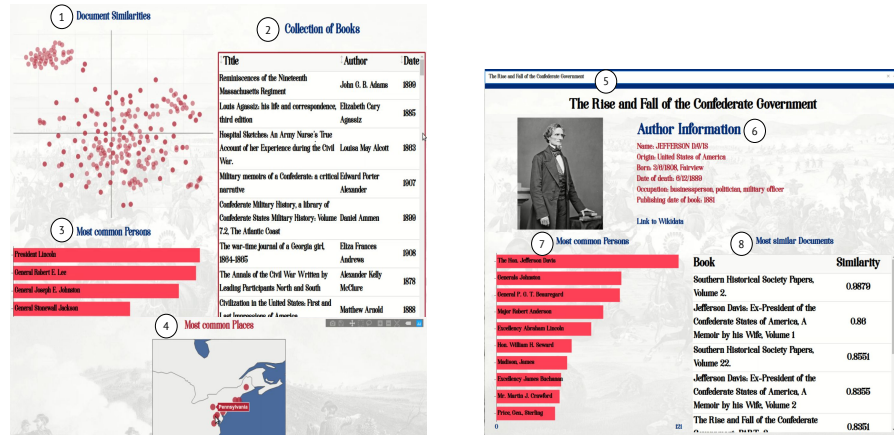 1 Document Similarities
2 Collection of Books
Title Author Date
Reminiscences of the Nineteenth
Massachusetts Regiment
John G. B. Adams 1899
Louis Agassiz: his life and correspondence,
third edition
Elizabeth Cary
Agassiz
1885
Hospital Sketches: An Army Nurse's True
Account of her Experience during the Civil
War.
Louisa May Alcott 1863
Military memoirs of a Confederate: a critical
narrative
Edward Porter
Alexander
1907
Confederate Military History, a library of
Confederate States Military History: Volume
7.2, The Atlantic Coast
Daniel Ammen 1899
The war-time journal of a Georgia girl,
1864-1865
Eliza Frances
Andrews
1908
The Annals of the Civil War Written by
Leading Participants North and South
Alexander Kelly
McClure
1878
Civilization in the United States: First and
Last Impressions of America
Matthew Arnold 1888
3 Most common Persons
President Lincoln
General Robert E. Lee
General Joseph E. Johnston
General Stonewall Jackson
4 Most common Places
Pennsylvania
The Rise and Fall of the Confederate Government
5
The Rise and Fall of the Confederate Government
Author Information 6
Name: JEFFERSON DAVIS
Origin: United States of America
Born: 3/6/1808, Fairview
Date of death: 6/12/1889
Occupation: businessperson, politician, military officer
Publishing date of book: 1881
Link to Wikidata
7 Most common Persons
The Hon. Jefferson Davis
Generals Johnston
General P. G. T. Beauregard
Major Robert Anderson
Excellency Abraham Lincoln
Hon. William H. Seward
Madison, James
Excellency James Buchanan
Mr. Martin J. Crawford
Price, Gen., Sterling
0 121
8 Most similar Documents
Book Similarity
Southern Historical Society Papers,
Volume 2.
0.9879
Jefferson Davis: Ex-President of the
Confederate States of America, A
Memoir by his Wife, Volume 1
0.86
Southern Historical Society Papers,
Volume 22.
0.8551
Jefferson Davis: Ex-President of the
Confederate States of America, A
Memoir by his Wife, Volume 2
0.8355
The Rise and Fall of the Confederate
0.8351